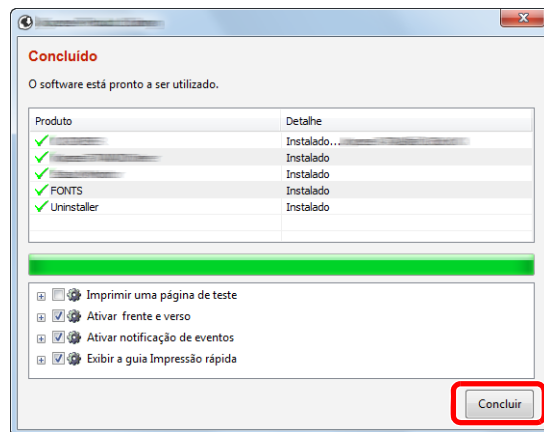 Concluído
O software está pronto a ser utilizado.
Produto Detalhe
Instalado...
Instalado
Instalado
FONTS Instalado
Uninstaller Instalado
Imprimir uma página de teste
Ativar frente e verso
Ativar notificação de eventos
Exibir a guia Impressão rápida
Concluir